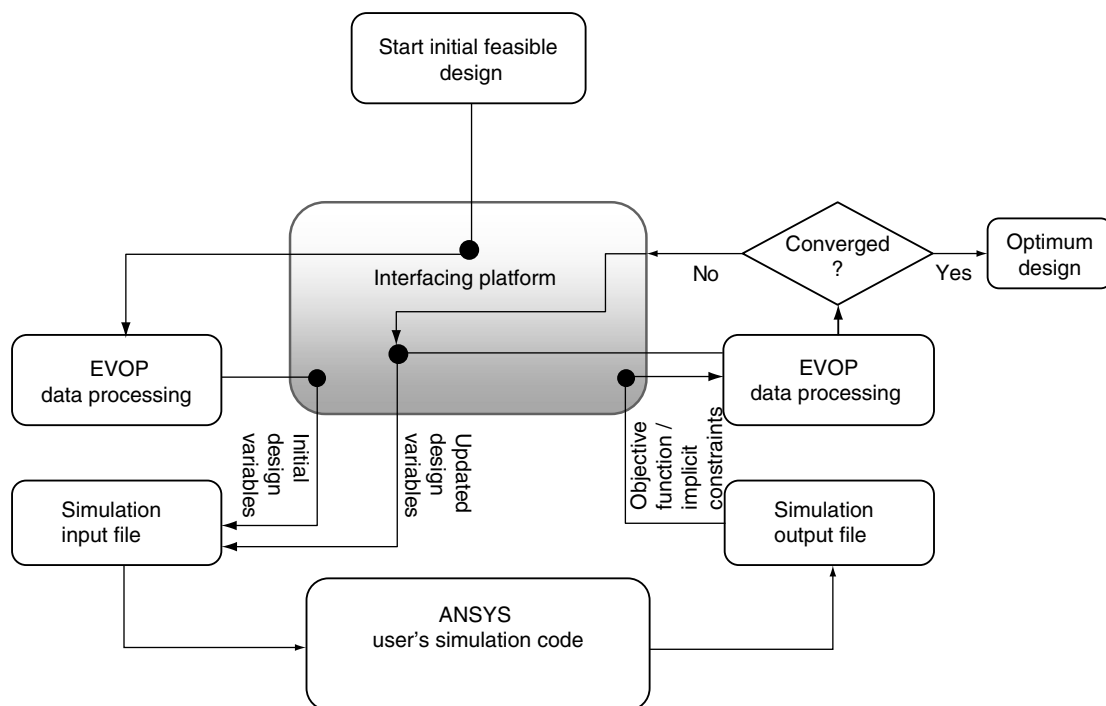 Start initial feasible
design
Interfacing platform
Converged
?
No
Yes
Optimum
design
EVOP
data processing
EVOP
data processing
Initial
design
variables
Updated
design
variables
Objective
function /
implicit
constraints
Simulation
input file
Simulation
output file
ANSYS
user's simulation code